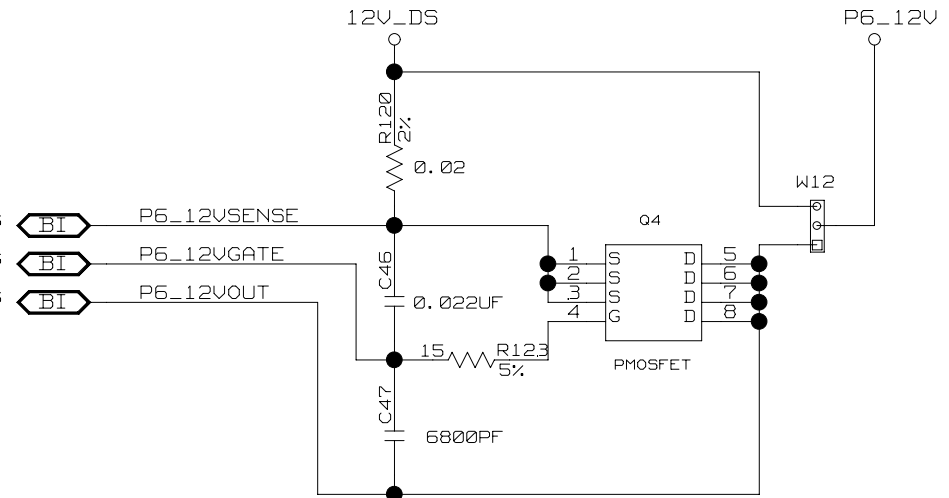 12V_DS
P6_12V
R120
2%
0.02
W12
BI
P6_12VSENSE
Q4
BI
P6_12VGATE
C46
1 S D 5
2 S D 6
BI
P6_12VOUT
0.022UF
3 S D 7
4 G D 8
15
R123
5%
PMOSFET
C47
6800PF